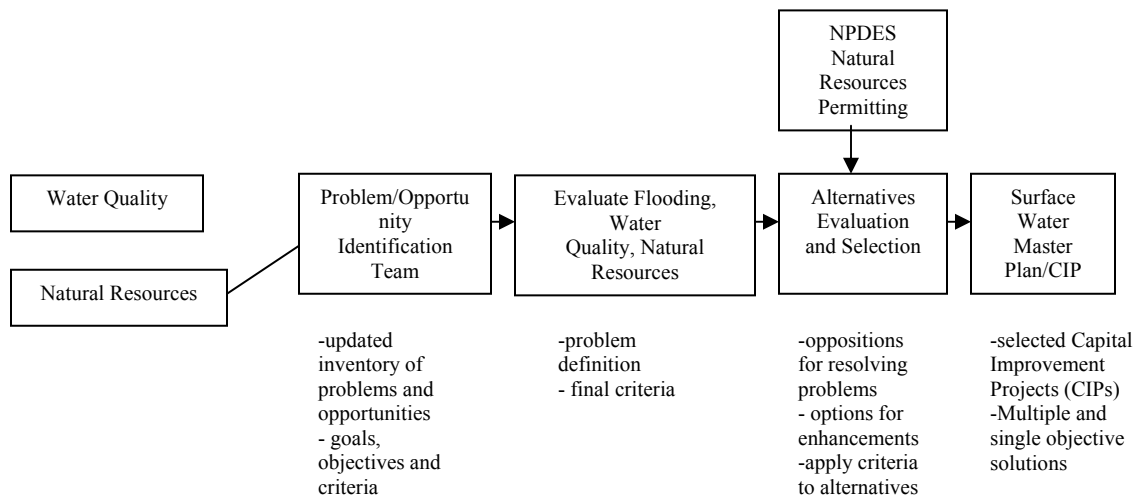 NPDES
Natural
Resources
Permitting
Water Quality
Natural Resources
Problem/Opportu
nity
Identification
Team
Evaluate Flooding,
Water
Quality, Natural
Resources
Alternatives
Evaluation
and Selection
Surface
Water
Master
Plan/CIP
-updated
inventory of
problems and
opportunities
- goals,
objectives and
criteria
-problem
definition
- final criteria
-oppositions
for resolving
problems
- options for
enhancements
-apply criteria
to alternatives
-selected Capital
Improvement
Projects (CIPs)
-Multiple and
single objective
solutions